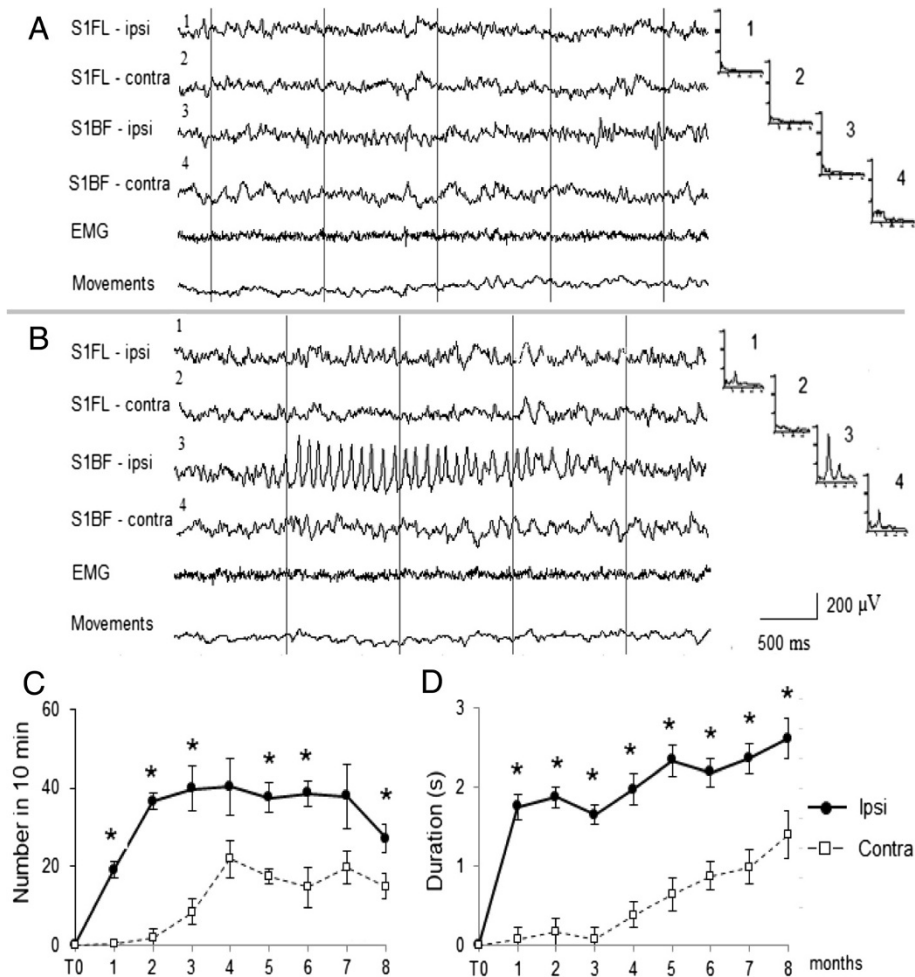 A
S1FL - ipsi
1
S1FL - contra
2
S1BF - ipsi
3
S1BF - contra
4
EMG
Movements
1
2
3
4
B
S1FL - ipsi
1
S1FL - contra
2
S1BF - ipsi
3
S1BF - contra
4
EMG
Movements
1
2
3
4
200 µV
500 ms
C
Number in 10 min
60
40
20
0
* * * * * *
T0 1 2 3 4 5 6 7 8
D
Duration (s)
3
2
1
0
* * * * * * * *
T0 1 2 3 4 5 6 7 8 months
Ipsi
Contra